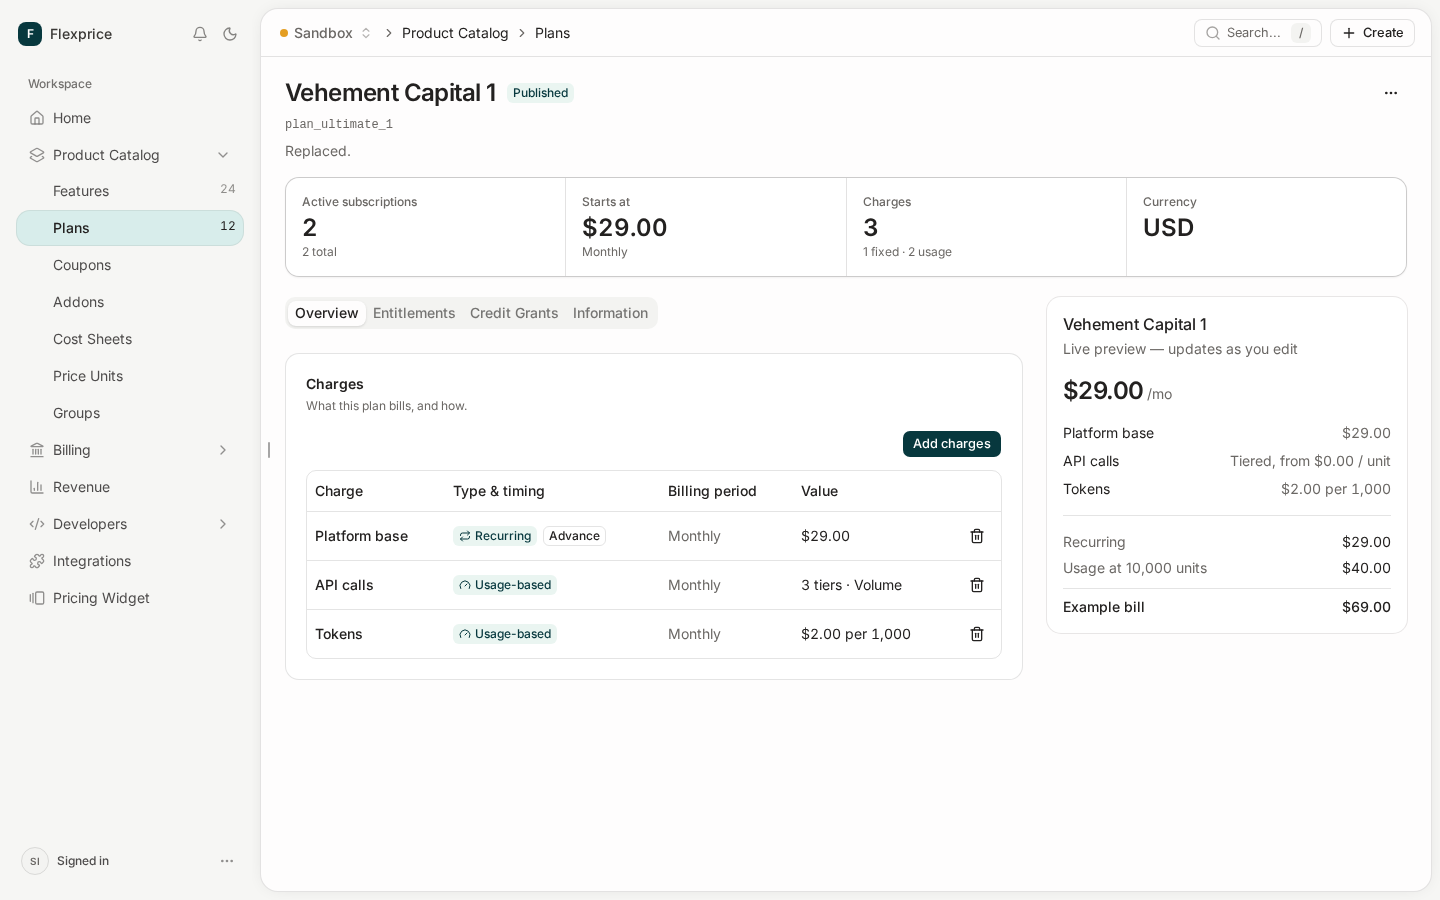 F Flexprice
Workspace
Home
Product Catalog
Features 24
Plans 12
Coupons
Addons
Cost Sheets
Price Units
Groups
Billing
Revenue
Developers
Integrations
Pricing Widget
SI Signed in
Sandbox Product Catalog Plans
Search... / Create
Vehement Capital 1 Published
plan_ultimate_1
Replaced.
Active subscriptions
2
2 total
Starts at
$29.00
Monthly
Charges
3
1 fixed · 2 usage
Currency
USD
Overview Entitlements Credit Grants Information
Charges
What this plan bills, and how.
Add charges
Charge Type & timing Billing period Value
Platform base Recurring Advance Monthly $29.00
API calls Usage-based Monthly 3 tiers · Volume
Tokens Usage-based Monthly $2.00 per 1,000
Vehement Capital 1
Live preview — updates as you edit
$29.00 /mo
Platform base $29.00
API calls Tiered, from $0.00 / unit
Tokens $2.00 per 1,000
Recurring $29.00
Usage at 10,000 units $40.00
Example bill $69.00